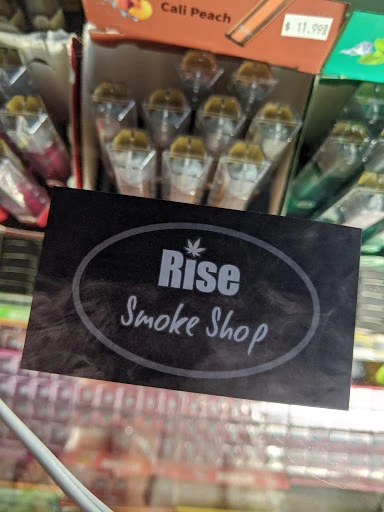 Cali Peach
$ 11.99
Rise
Smoke Shop